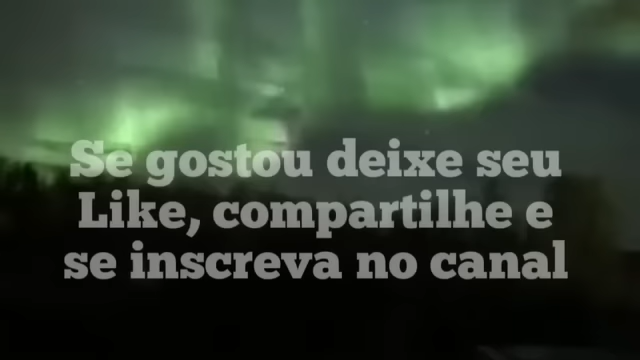 Se gostou deixe seu
Like, compartilhe e
se inscreva no canal